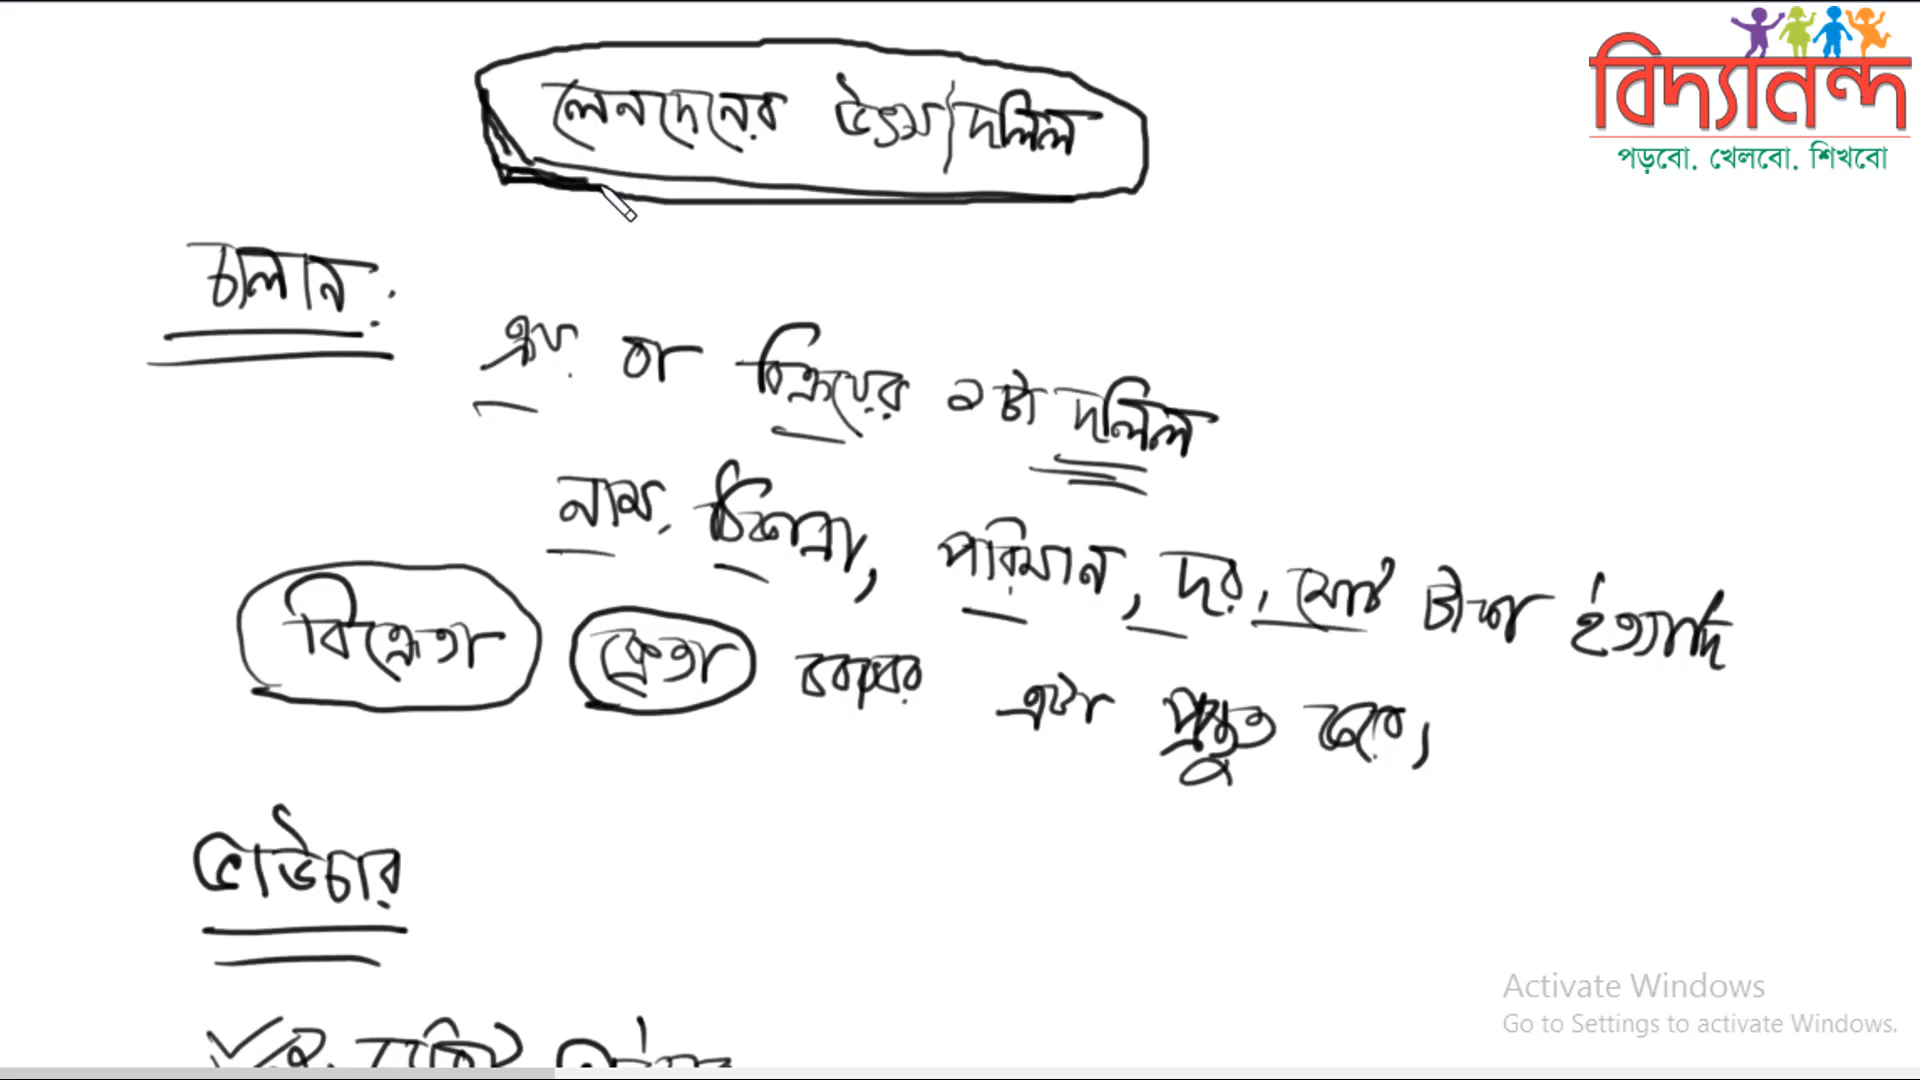 বিদ্যানন্দ
পড়বো. খেলবো. শিখবো
লেনদেনের উৎস/দলিল
চালান:
ক্রয় বা বিক্রয়ের ১টা দলিল
নাম, ঠিকানা, পরিমান, দর, মোট টাকা ইত্যাদি
বিক্রেতা ক্রেতা বরাবর এটা প্রস্তুত করে,
ভাউচার
Activate Windows
Go to Settings to activate Windows.